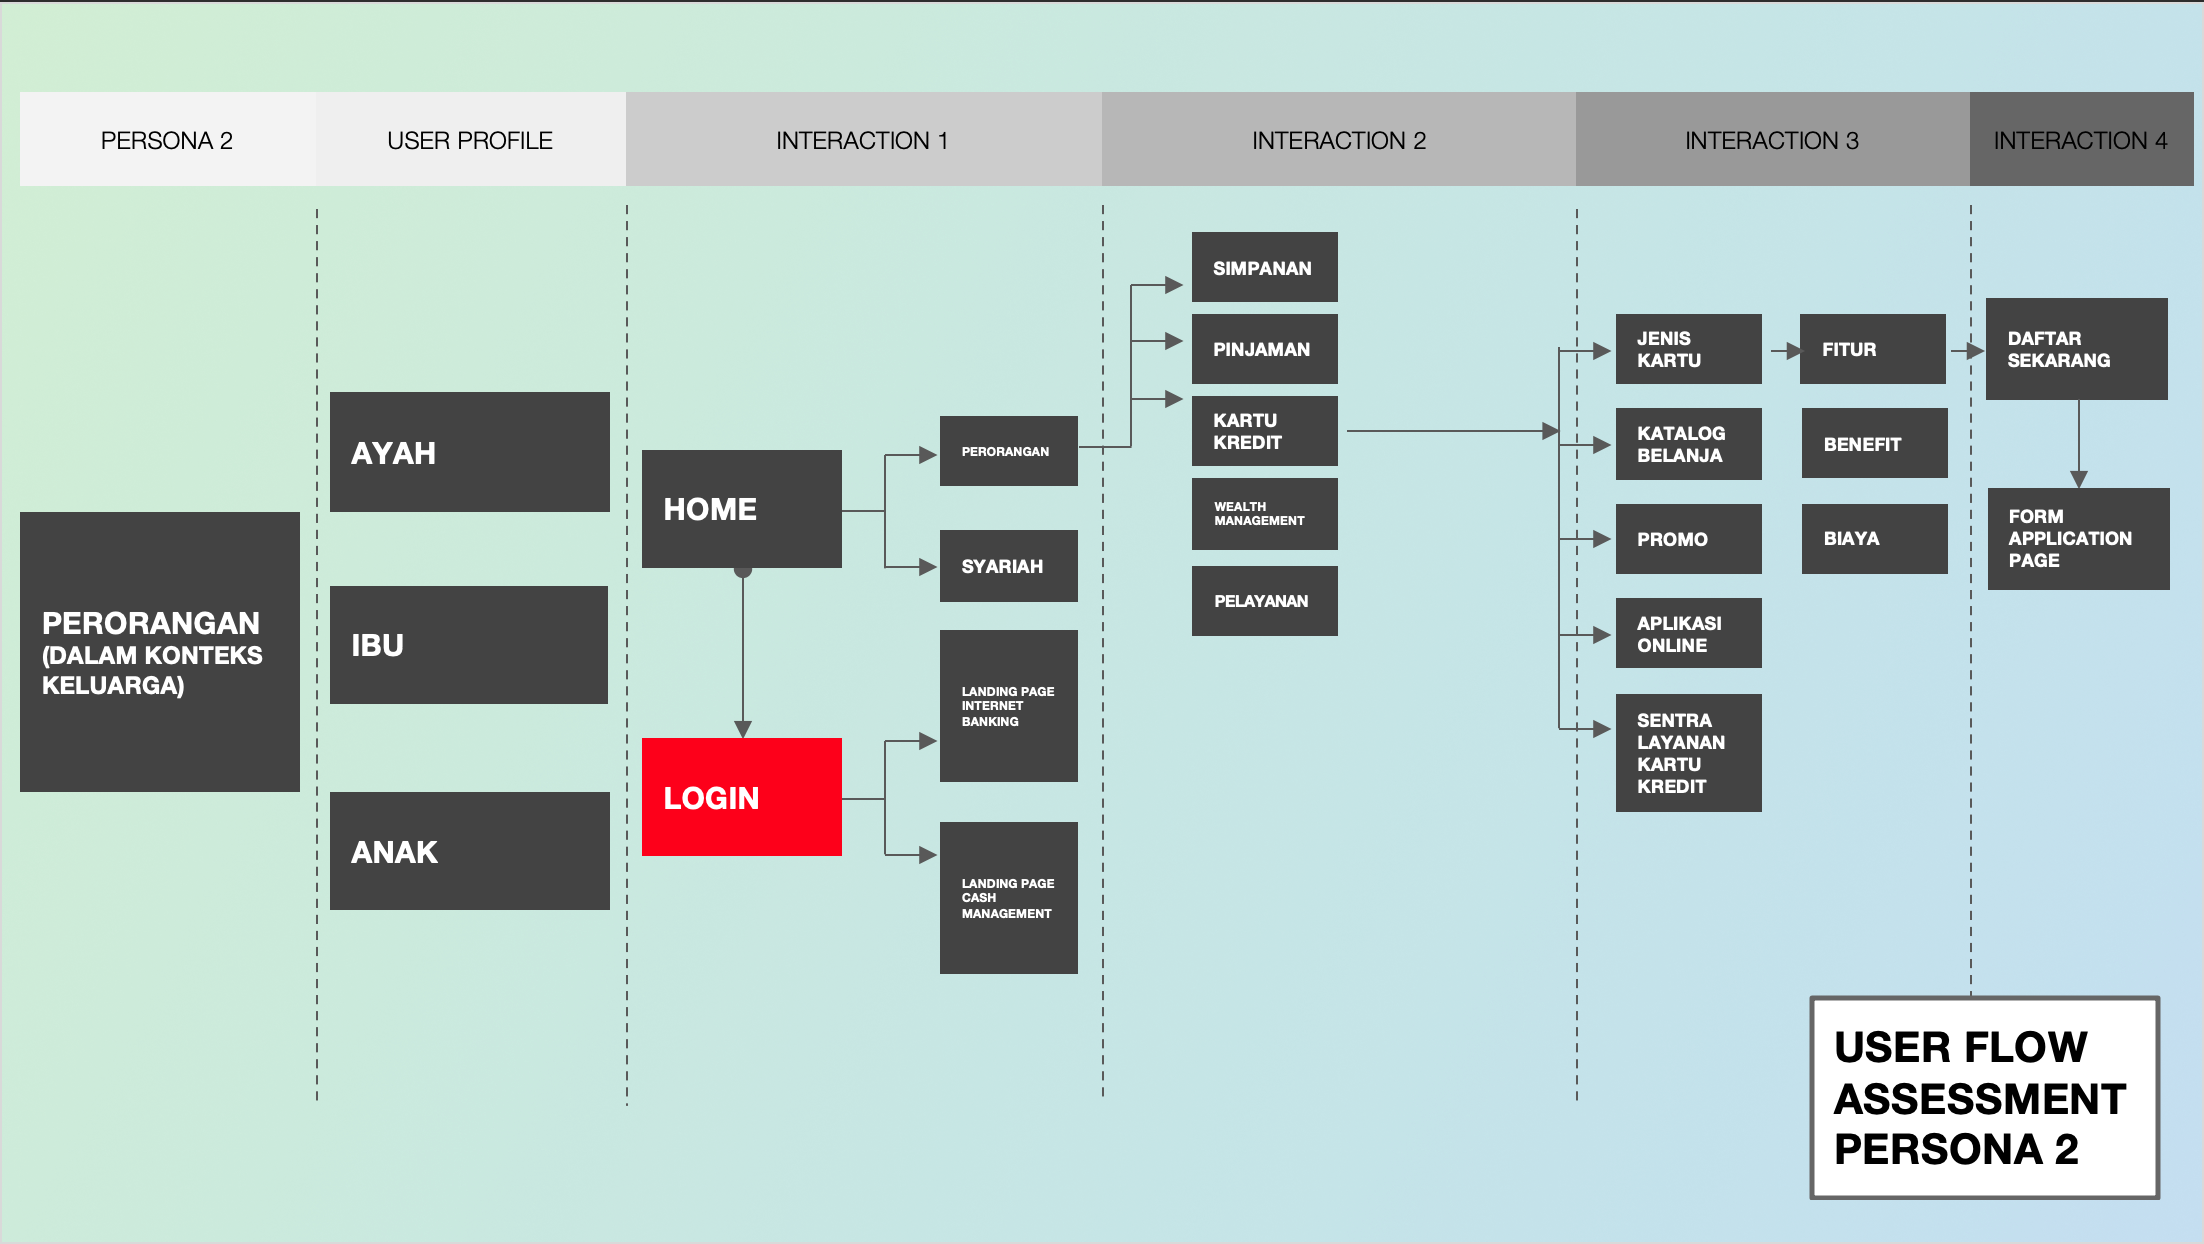 PERSONA 2
USER PROFILE
INTERACTION 1
INTERACTION 2
INTERACTION 3
INTERACTION 4
PERORANGAN
(DALAM KONTEKS
KELUARGA)
AYAH
IBU
ANAK
HOME
LOGIN
PERORANGAN
SYARIAH
LANDING PAGE
INTERNET
BANKING
LANDING PAGE
CASH
MANAGEMENT
SIMPANAN
PINJAMAN
KARTU
KREDIT
WEALTH
MANAGEMENT
PELAYANAN
JENIS
KARTU
KATALOG
BELANJA
PROMO
APLIKASI
ONLINE
SENTRA
LAYANAN
KARTU
KREDIT
FITUR
BENEFIT
BIAYA
DAFTAR
SEKARANG
FORM
APPLICATION
PAGE
USER FLOW
ASSESSMENT
PERSONA 2